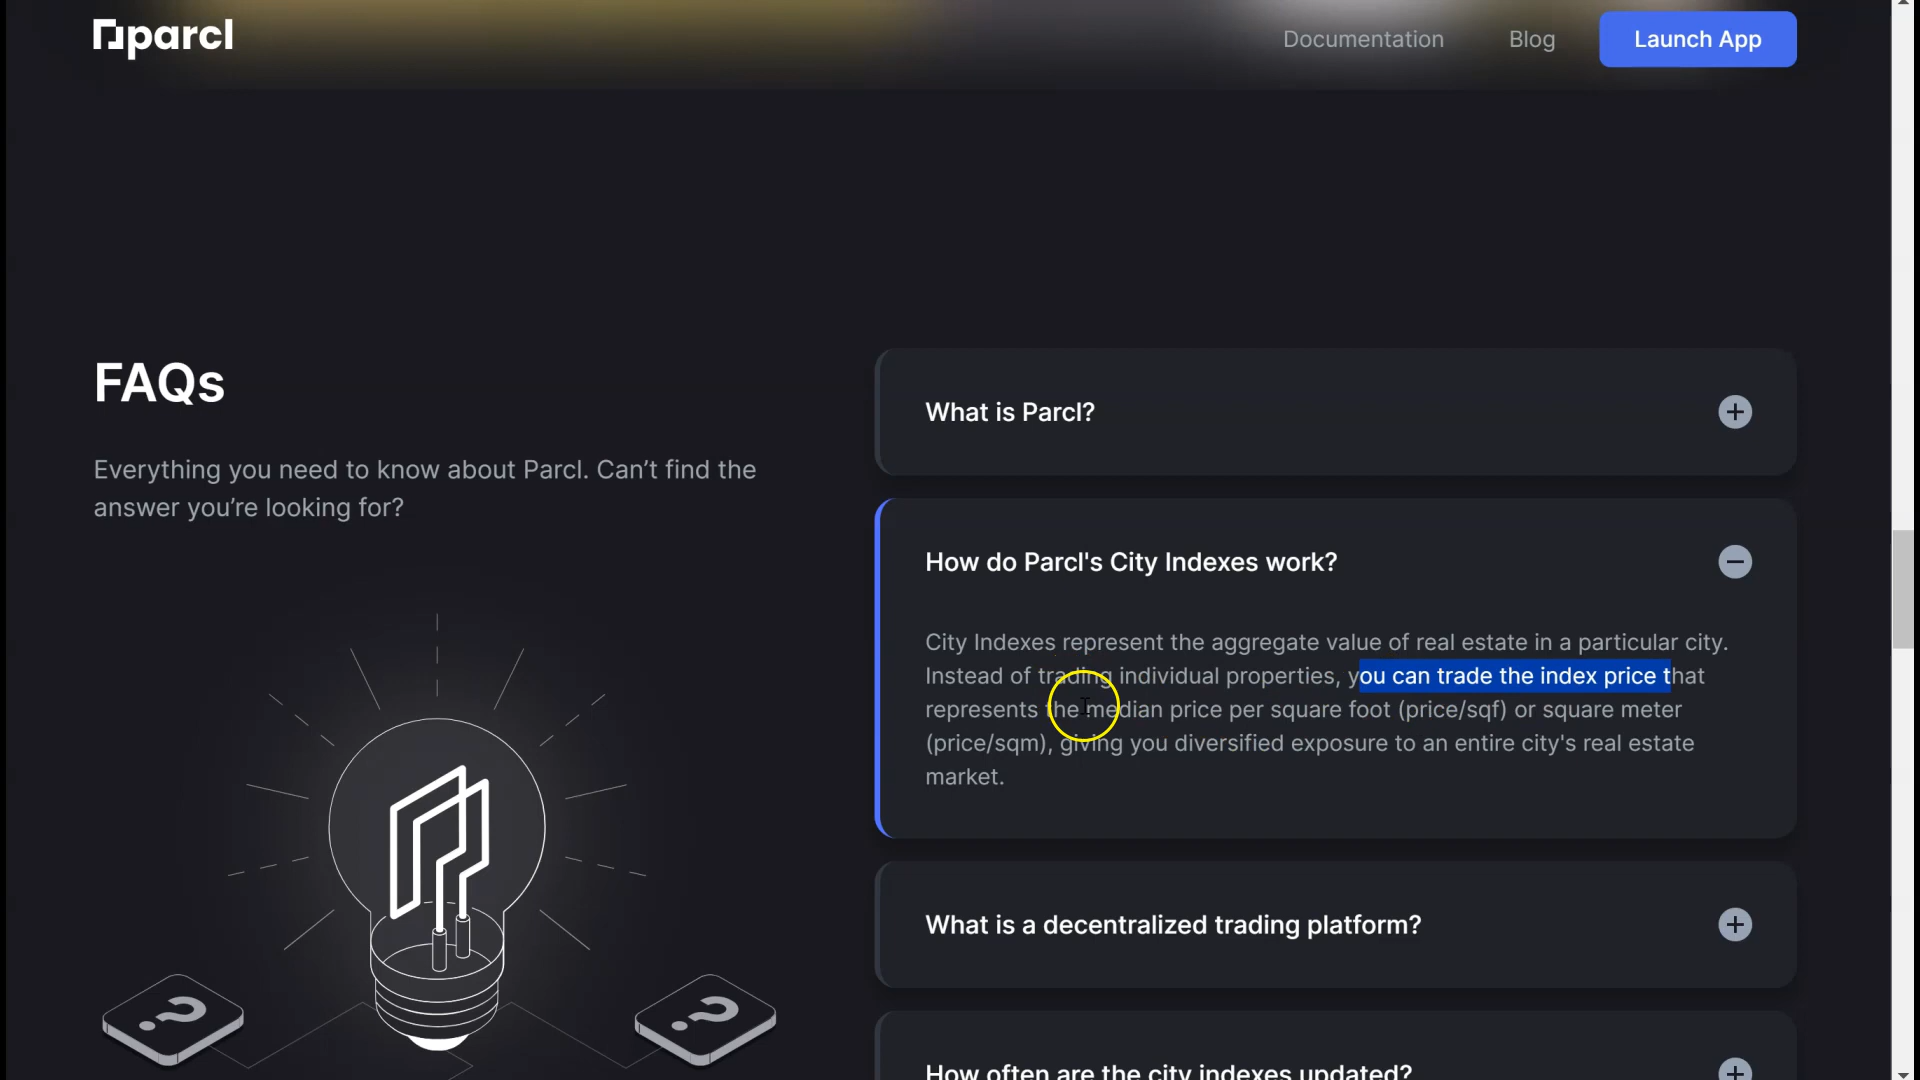 parcl
Documentation
Blog
Launch App
FAQs
Everything you need to know about Parcl. Can’t find the
answer you’re looking for?
What is Parcl?
How do Parcl's City Indexes work?
City Indexes represent the aggregate value of real estate in a particular city.
Instead of trading individual properties, you can trade the index price that
represents the median price per square foot (price/sqf) or square meter
(price/sqm), giving you diversified exposure to an entire city's real estate
market.
What is a decentralized trading platform?
How often are the city indexes updated?